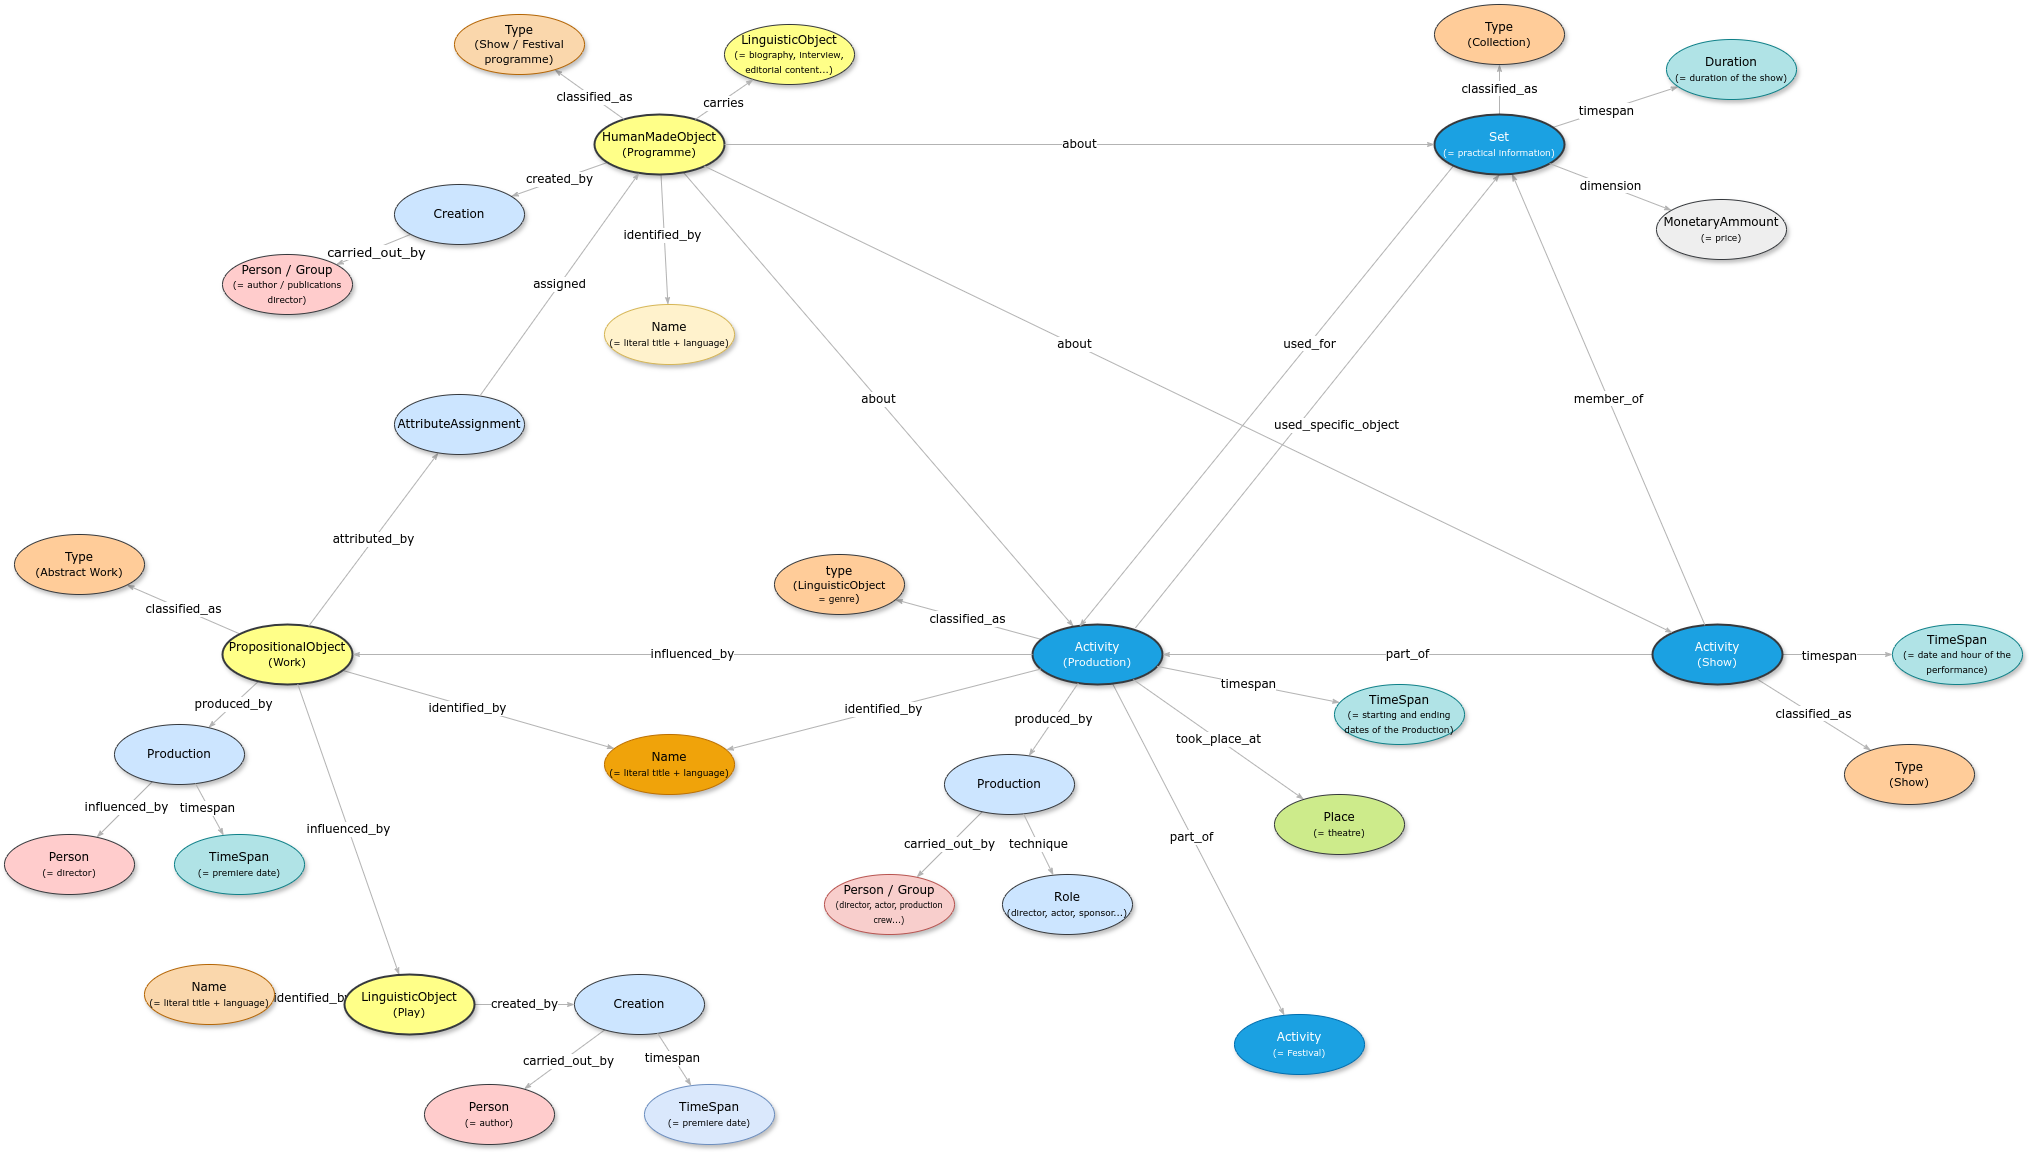 Type
(Show / Festival
programme)
LinguisticObject
(= biography, interview,
editorial content...)
Type
(Collection)
Duration
(= duration of the show)
classified_as
carries
classified_as
timespan
HumanMadeObject
(Programme)
about
Set
(= practical information)
created_by
dimension
Creation
MonetaryAmmount
(= price)
identified_by
carried_out_by
Person / Group
(= author / publications
director)
assigned
Name
(= literal title + language)
about
used_for
about
member_of
AttributeAssignment
used_specific_object
attributed_by
Type
(Abstract Work)
type
(LinguisticObject
= genre)
classified_as
classified_as
PropositionalObject
(Work)
influenced_by
Activity
(Production)
part_of
Activity
(Show)
timespan
TimeSpan
(= date and hour of the
performance)
produced_by
identified_by
identified_by
timespan
TimeSpan
(= starting and ending
dates of the Production)
classified_as
produced_by
took_place_at
Production
Name
(= literal title + language)
Production
Type
(Show)
influenced_by
timespan
influenced_by
Place
(= theatre)
part_of
carried_out_by
technique
Person
(= director)
TimeSpan
(= premiere date)
Person / Group
(director, actor, production
crew...)
Role
(director, actor, sponsor...)
Name
(= literal title + language)
identified_by
LinguisticObject
(Play)
created_by
Creation
Activity
(= Festival)
carried_out_by
timespan
Person
(= author)
TimeSpan
(= premiere date)